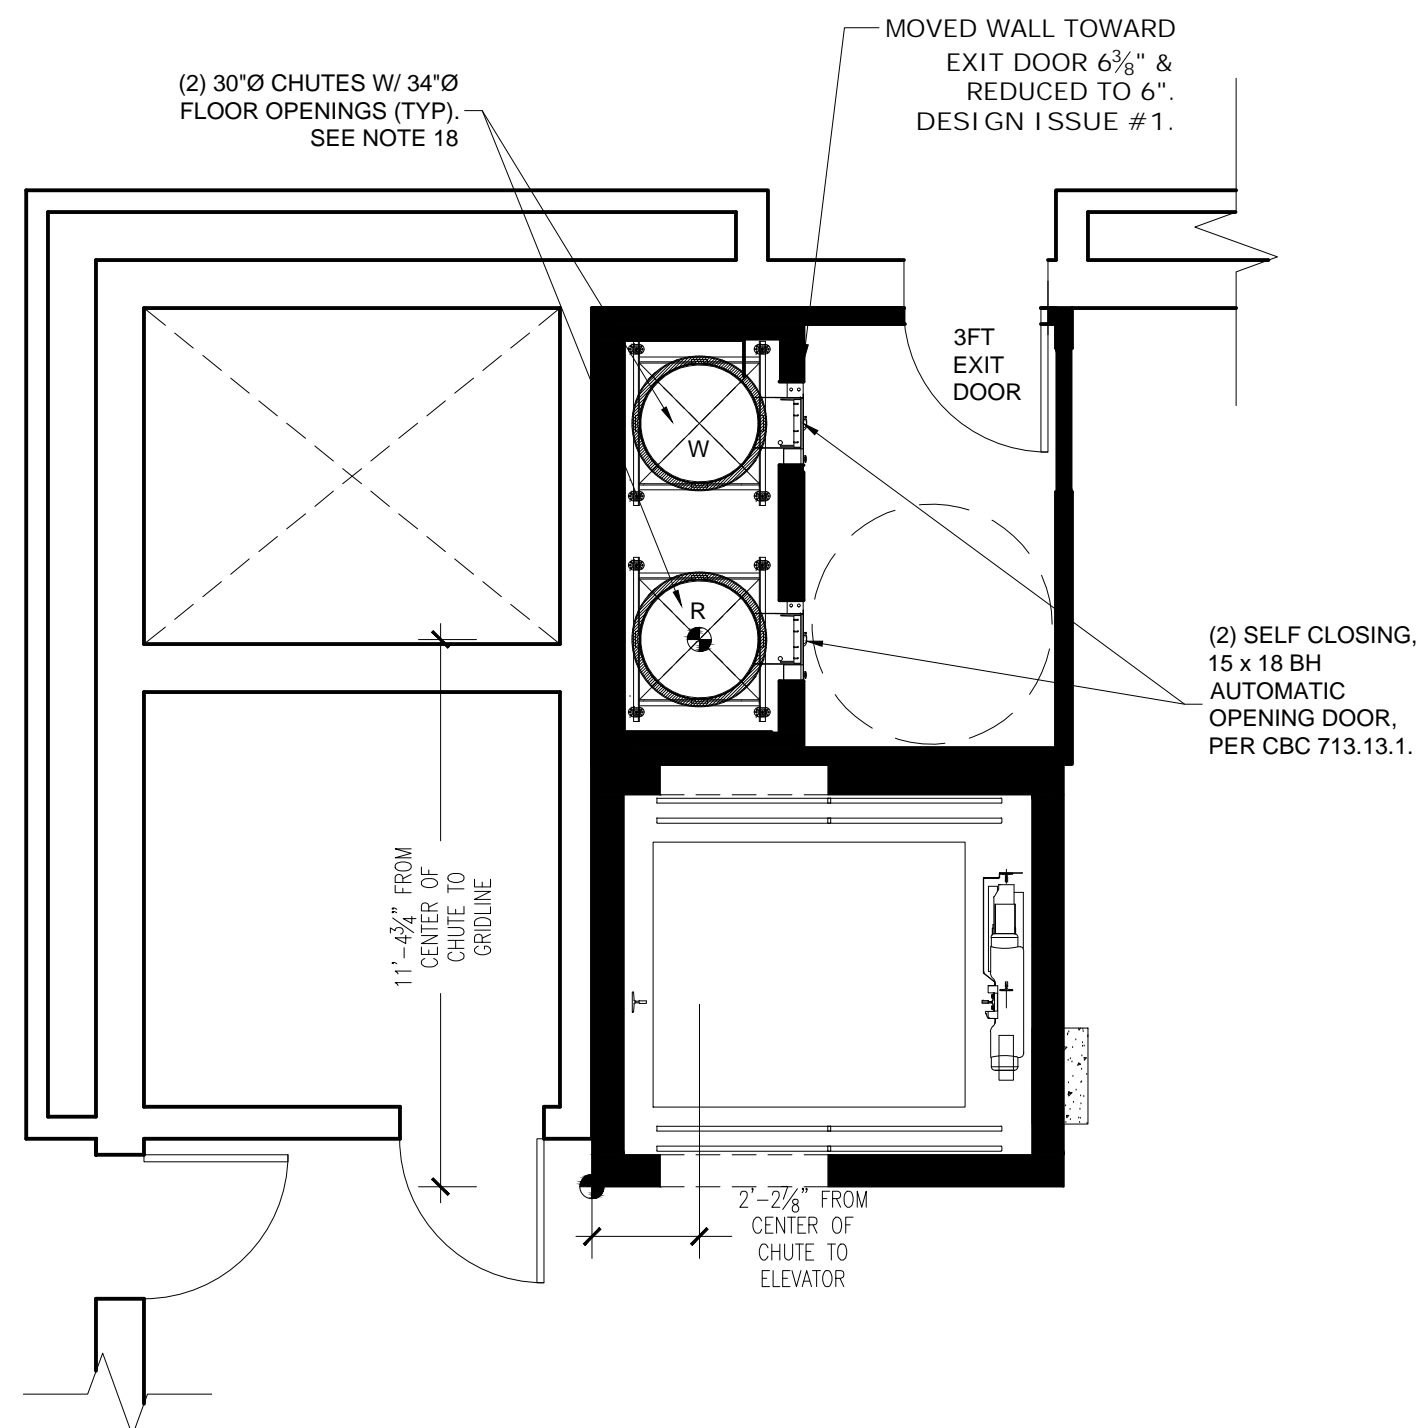 MOVED WALL TOWARD
EXIT DOOR 6⅜" &
REDUCED TO 6".
DESIGN ISSUE #1.
(2) 30"Ø CHUTES W/ 34"Ø
FLOOR OPENINGS (TYP).
SEE NOTE 18
3FT
EXIT
DOOR
W
R
(2) SELF CLOSING,
15 x 18 BH
AUTOMATIC
OPENING DOOR,
PER CBC 713.13.1.
11'-4¾" FROM
CENTER OF
CHUTE TO
GRIDLINE
2'-2⅞" FROM
CENTER OF
CHUTE TO
ELEVATOR